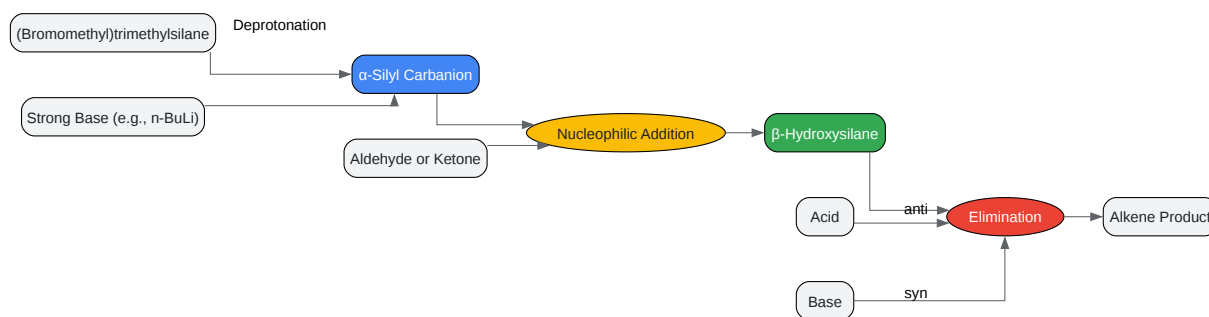 (Bromomethyl)trimethylsilane
Deprotonation
α-Silyl Carbanion
Strong Base (e.g., n-BuLi)
Nucleophilic Addition
Aldehyde or Ketone
β-Hydroxysilane
Acid
anti
Elimination
Alkene Product
Base
syn